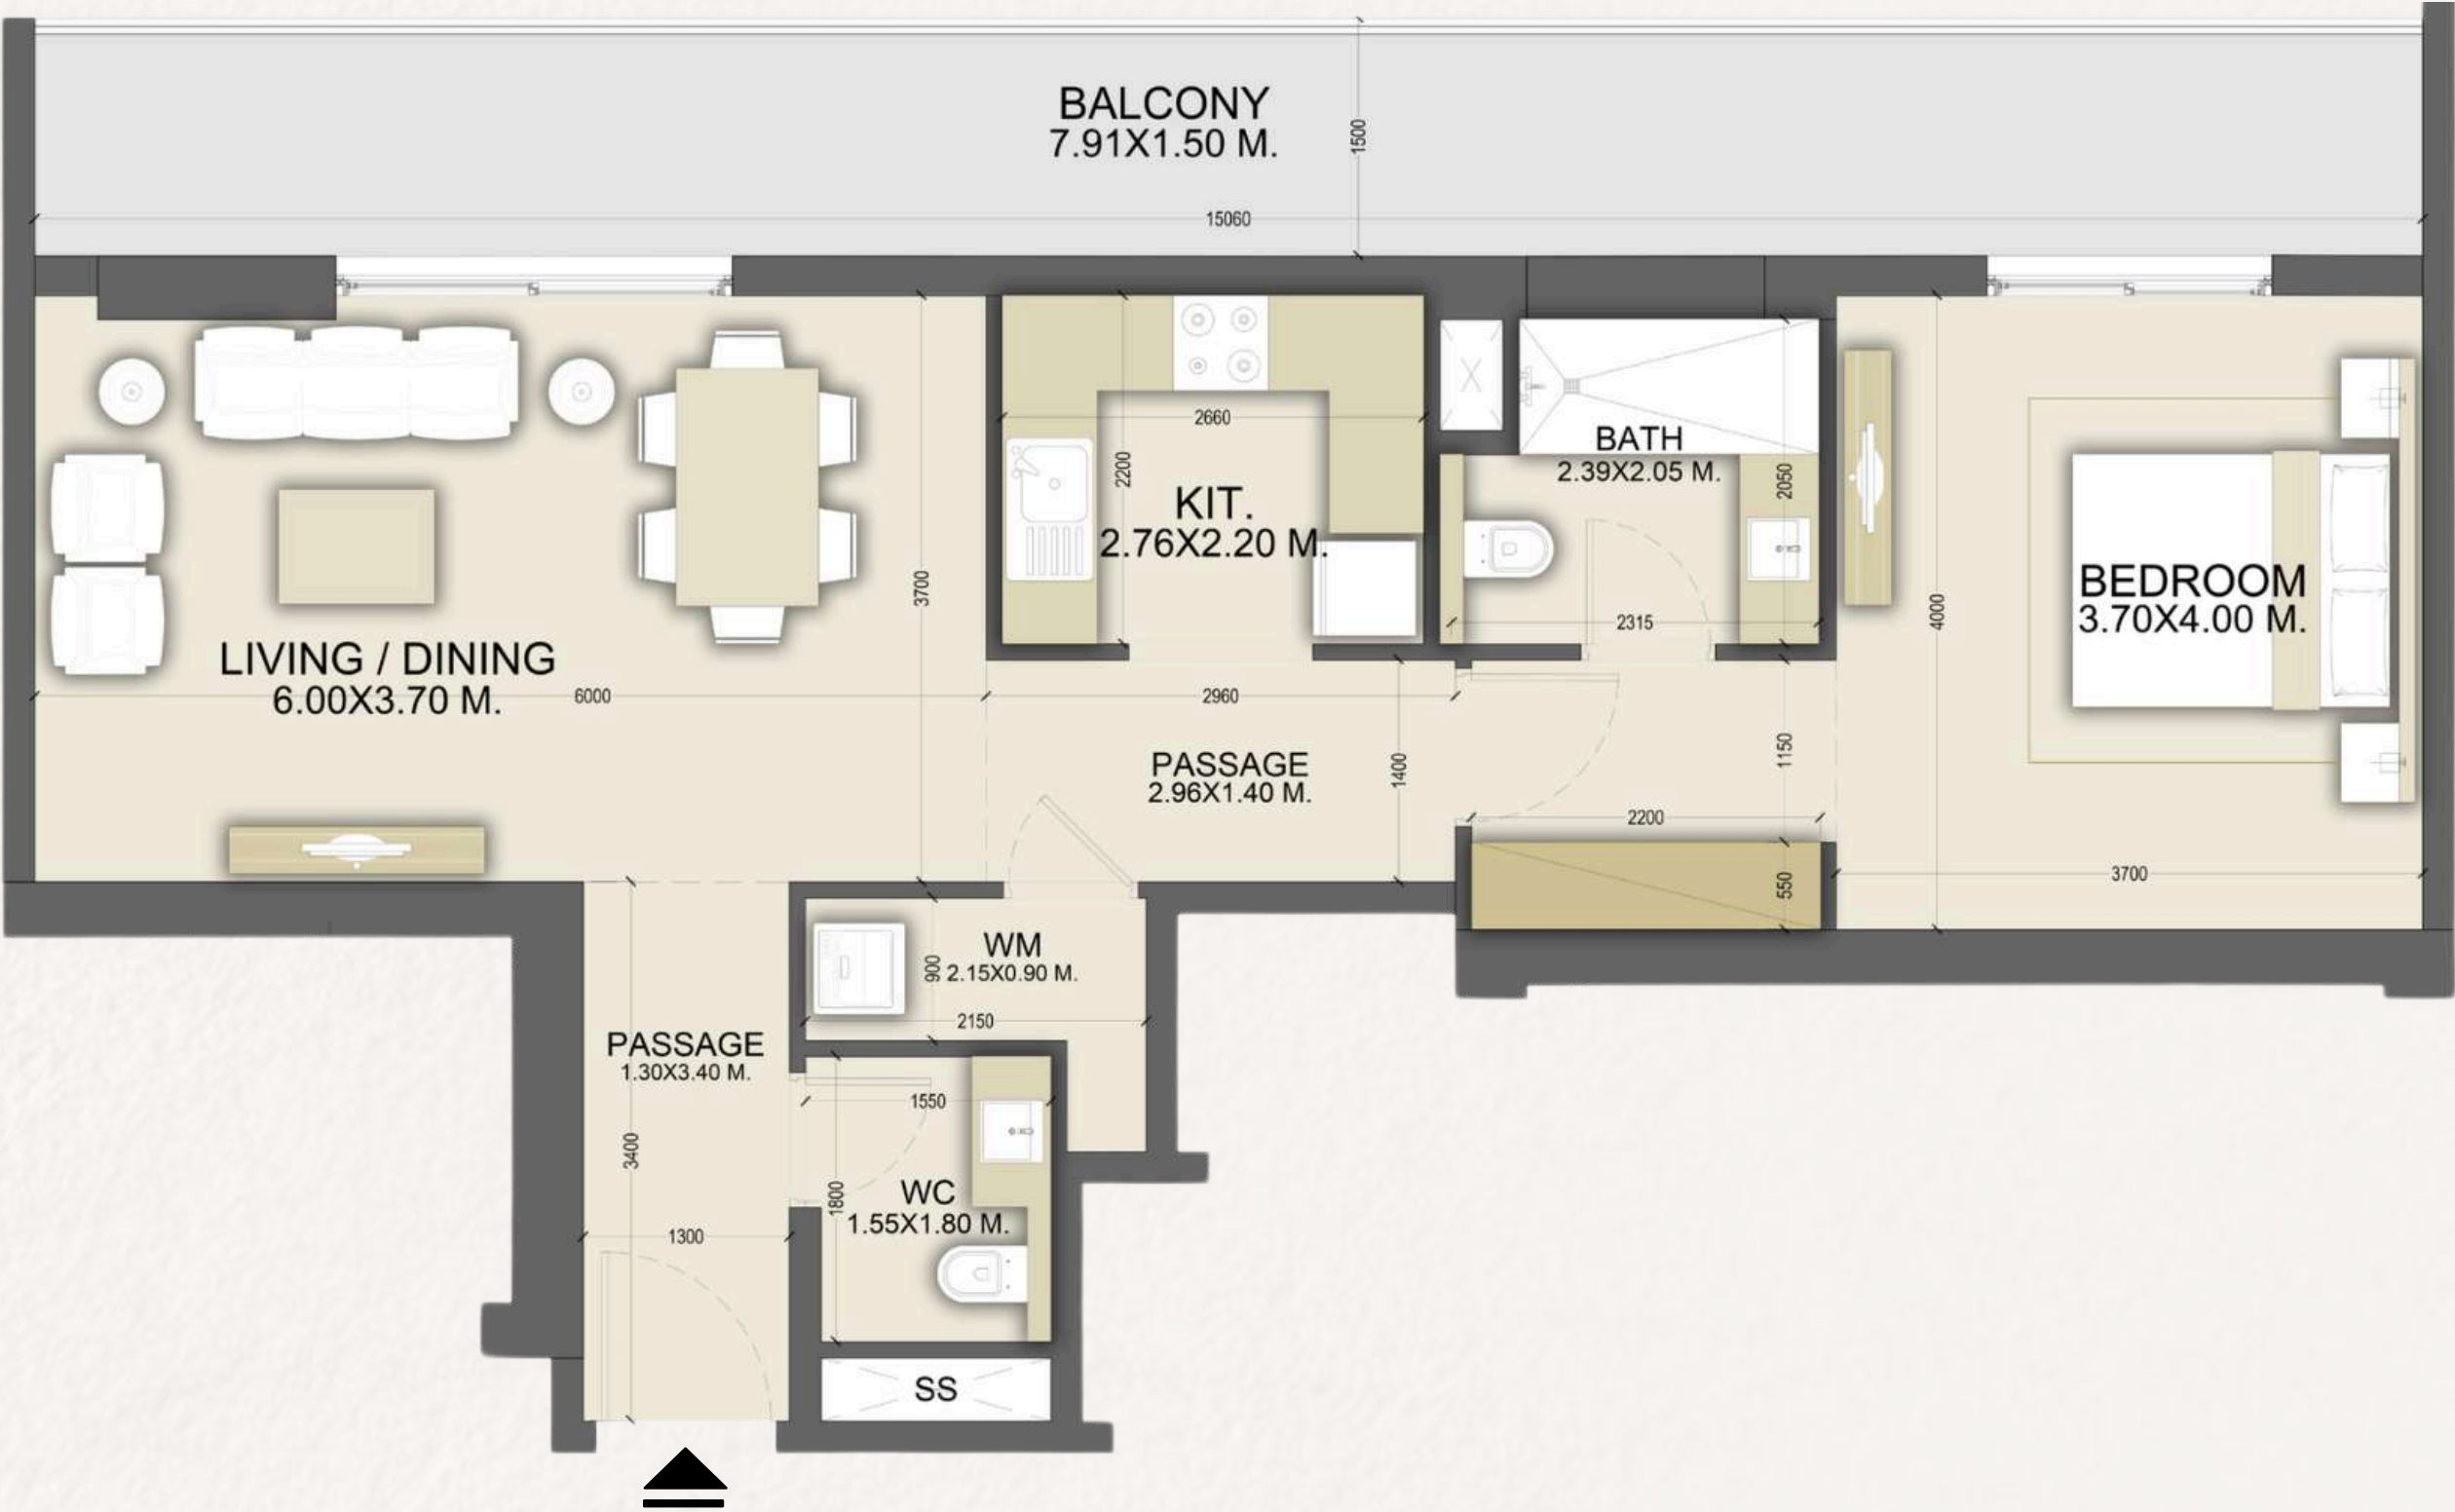 BALCONY
7.91X1.50 M.
1500
15060
2660
2200
KIT.
2.76X2.20 M.
BATH
2.39X2.05 M.
2050
2315
3700
4000
BEDROOM
3.70X4.00 M.
LIVING / DINING
6.00X3.70 M.
6000
2960
PASSAGE
2.96X1.40 M.
1400
1150
2200
550
3700
WM
2.15X0.90 M.
900
2150
PASSAGE
1.30X3.40 M.
3400
1550
1800
WC
1.55X1.80 M.
1300
SS